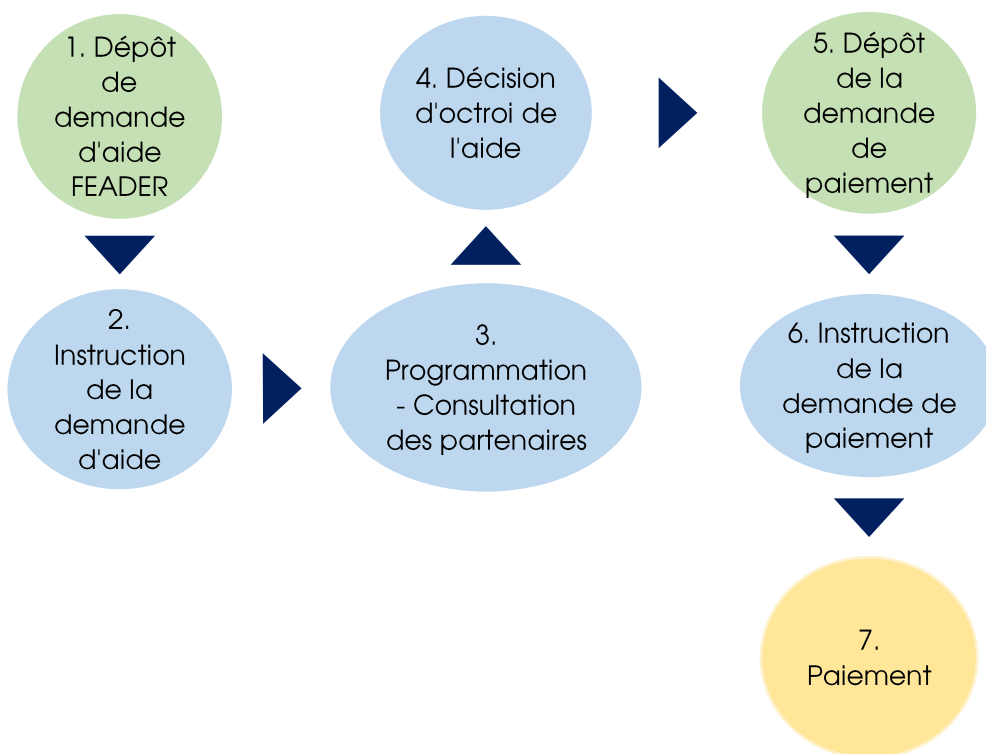 1. Dépôt
de
demande
d'aide
FEADER
2.
Instruction
de la
demande
d'aide
3.
Programmation
- Consultation
des partenaires
4. Décision
d'octroi de
l'aide
5. Dépôt
de la
demande
de
paiement
6. Instruction
de la
demande de
paiement
7.
Paiement